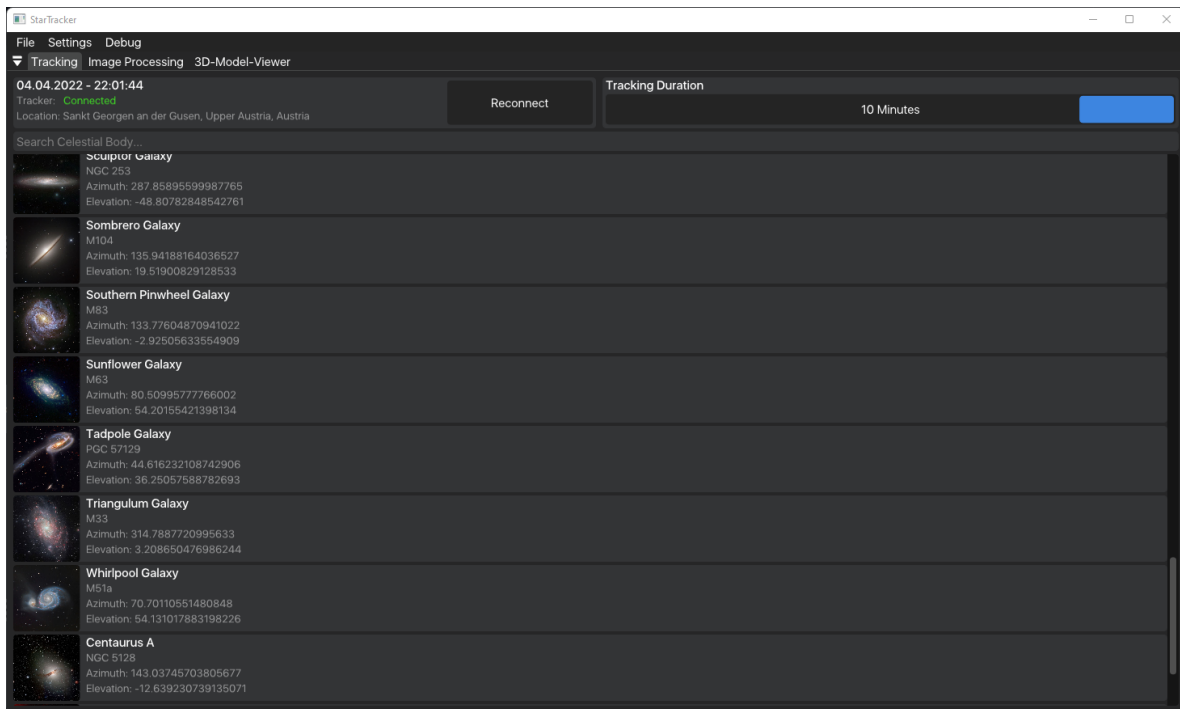 StarTracker
File Settings Debug
Tracking Image Processing 3D-Model-Viewer
04.04.2022 - 22:01:44
Tracker: Connected
Location: Sankt Georgen an der Gusen, Upper Austria, Austria
Reconnect
Tracking Duration
10 Minutes
Search Celestial Body...
Sculptor Galaxy
NGC 253
Azimuth: 287.85895599987765
Elevation: -48.80782848542761
Sombrero Galaxy
M104
Azimuth: 135.94188164036527
Elevation: 19.51900829128533
Southern Pinwheel Galaxy
M83
Azimuth: 133.77604870941022
Elevation: -2.92505633554909
Sunflower Galaxy
M63
Azimuth: 80.50995777766002
Elevation: 54.20155421398134
Tadpole Galaxy
PGC 57129
Azimuth: 44.616232108742906
Elevation: 36.25057588782693
Triangulum Galaxy
M33
Azimuth: 314.7887720995633
Elevation: 3.208650476986244
Whirlpool Galaxy
M51a
Azimuth: 70.70110551480848
Elevation: 54.131017883198226
Centaurus A
NGC 5128
Azimuth: 143.03745703805677
Elevation: -12.639230739135071